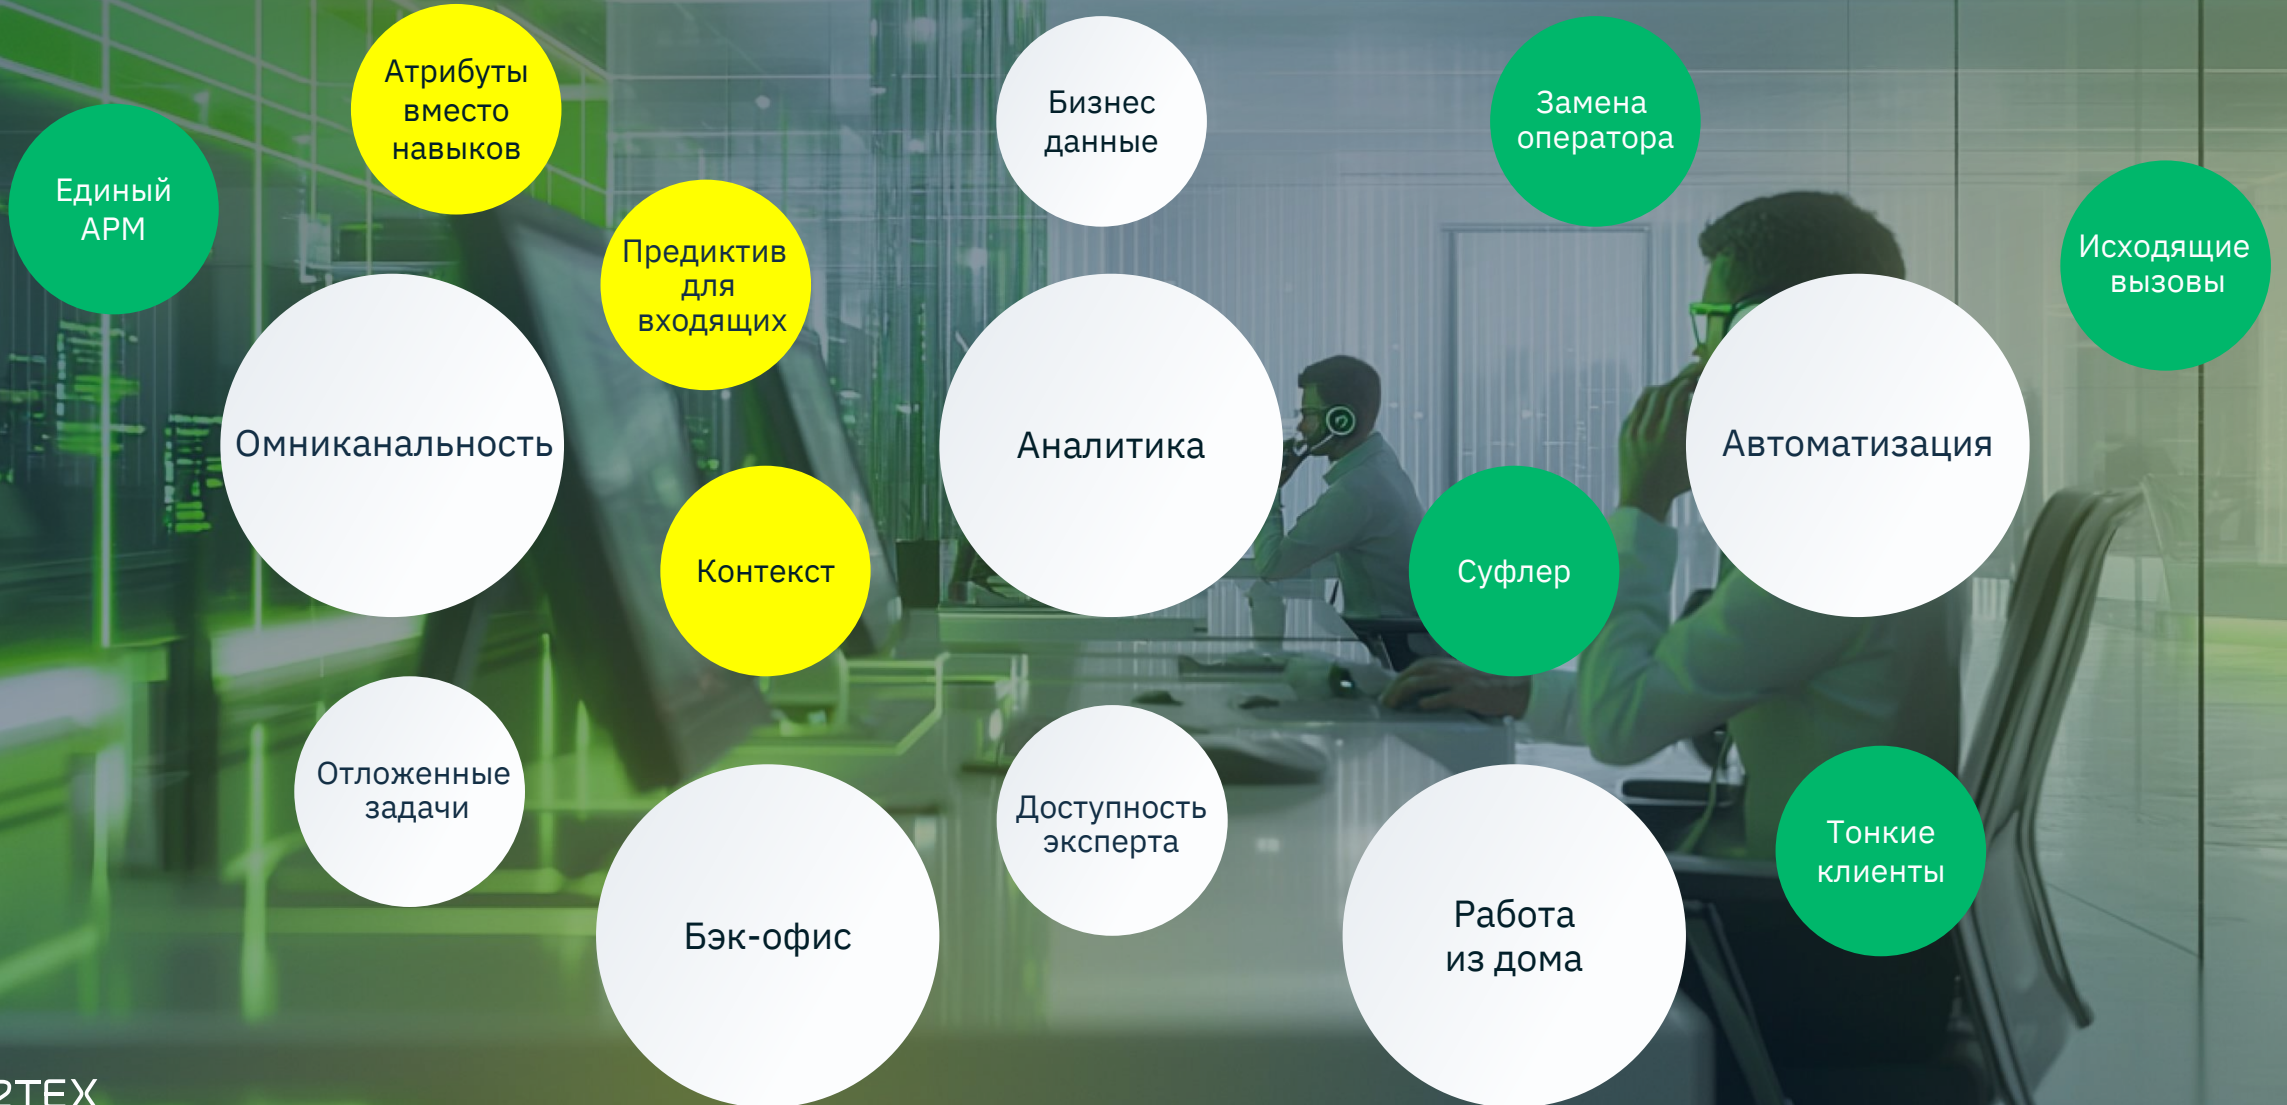 Атрибуты
вместо
навыков
Бизнес
данные
Замена
оператора
Единый
АРМ
Предиктив
для
входящих
Исходящие
вызовы
Омниканальность
Аналитика
Автоматизация
Контекст
Суфлер
Отложенные
задачи
Доступность
эксперта
Тонкие
клиенты
Бэк-офис
Работа
из дома